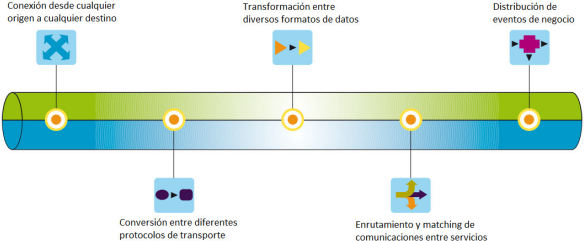 Conexión desde cualquier
origen a cualquier destino
Transformación entre
diversos formatos de datos
Distribución de
eventos de negocio
Conversión entre diferentes
protocolos de transporte
Enrutamiento y matching de
comunicaciones entre servicios